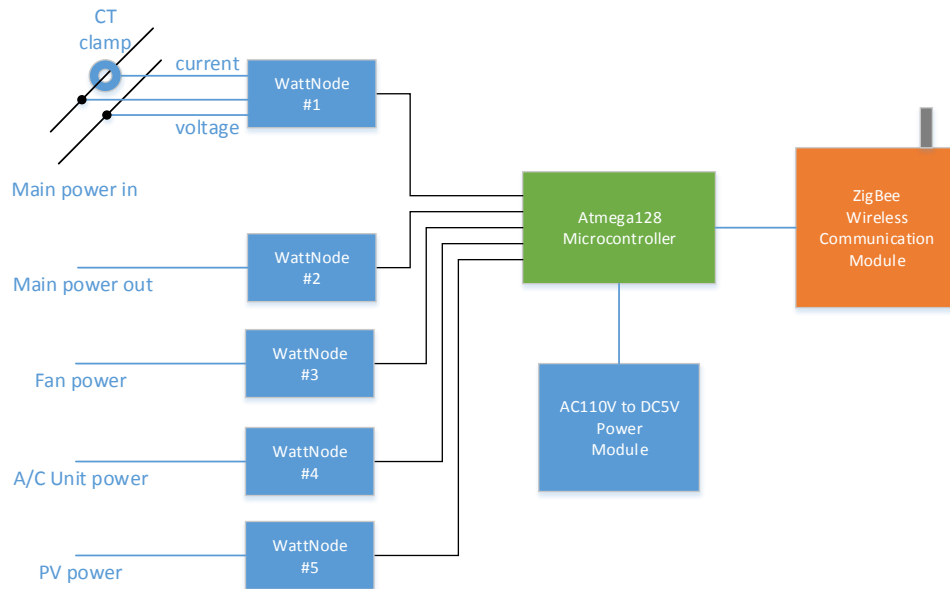 CT
clamp
current
voltage
Main power in
WattNode
#1
Main power out
WattNode
#2
Fan power
WattNode
#3
A/C Unit power
WattNode
#4
PV power
WattNode
#5
Atmega128
Microcontroller
AC110V to DC5V
Power
Module
ZigBee
Wireless
Communication
Module